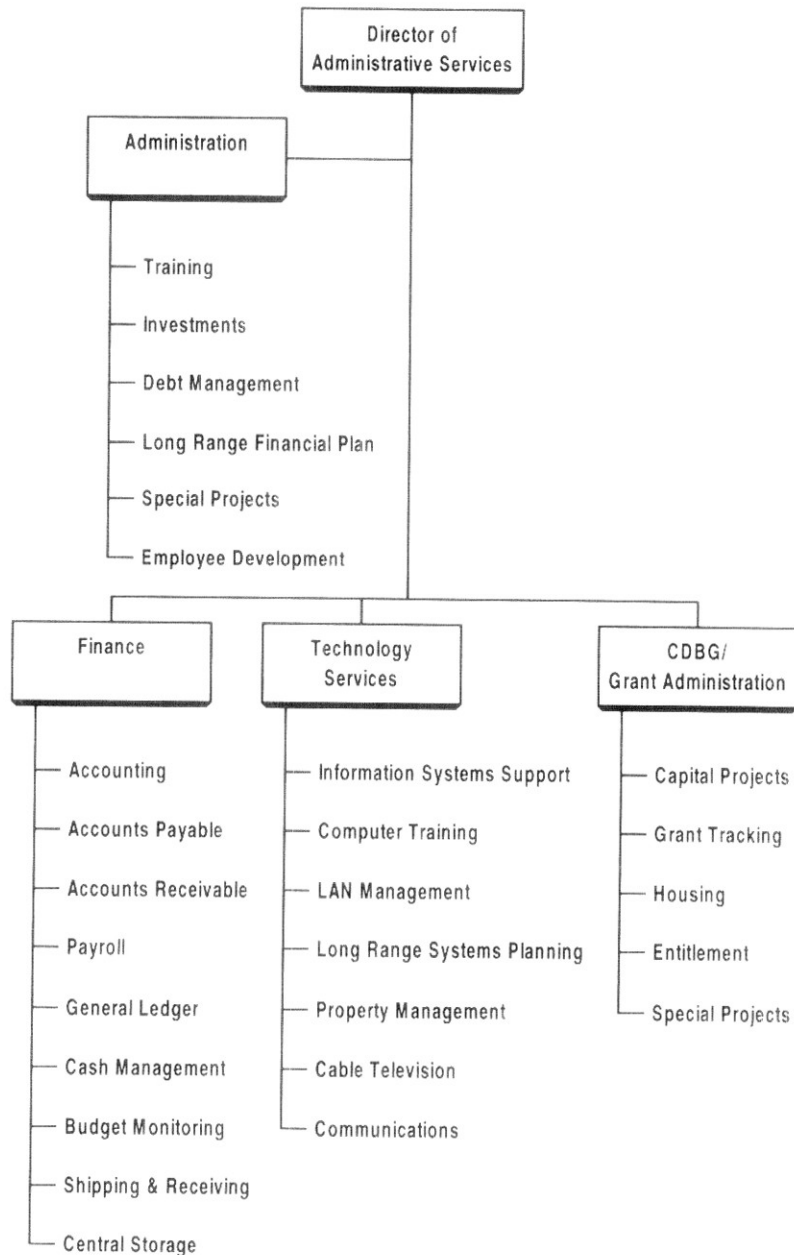 Director of
Administrative Services
Administration
Training
Investments
Debt Management
Long Range Financial Plan
Special Projects
Employee Development
Finance
Accounting
Accounts Payable
Accounts Receivable
Payroll
General Ledger
Cash Management
Budget Monitoring
Shipping & Receiving
Central Storage
Technology
Services
Information Systems Support
Computer Training
LAN Management
Long Range Systems Planning
Property Management
Cable Television
Communications
CDBG/
Grant Administration
Capital Projects
Grant Tracking
Housing
Entitlement
Special Projects